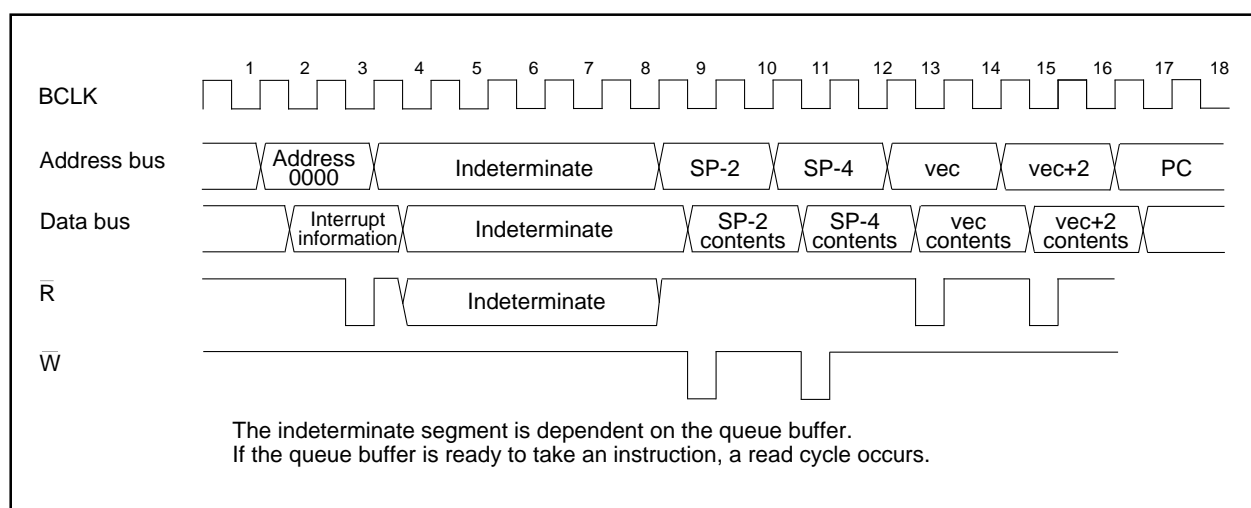 1 2 3 4 5 6 7 8 9 10 11 12 13 14 15 16 17 18
BCLK
Address bus
Address
0000
Indeterminate
SP-2
SP-4
vec
vec+2
PC
Data bus
Interrupt
information
Indeterminate
SP-2
contents
SP-4
contents
vec
contents
vec+2
contents
R
Indeterminate
W
The indeterminate segment is dependent on the queue buffer.
If the queue buffer is ready to take an instruction, a read cycle occurs.